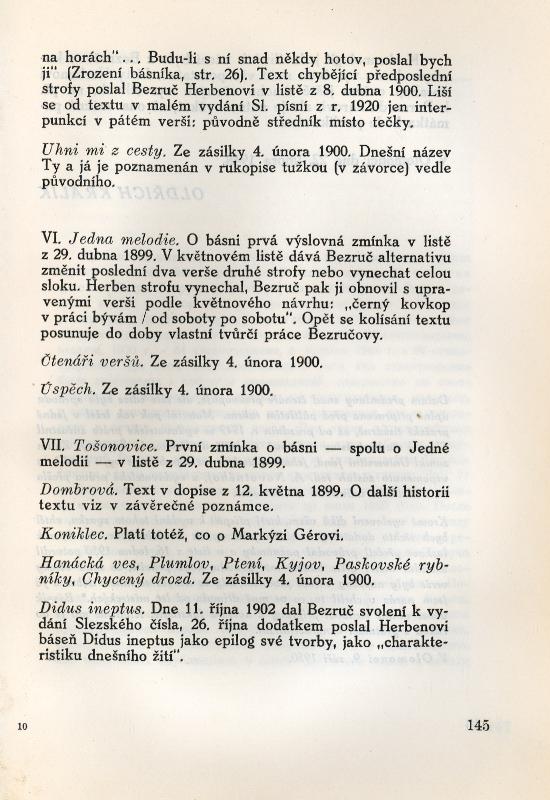 na horách"... Budu-li s ní snad někdy hotov, poslal bych
ji" (Zrození básníka, str. 26). Text chybějící předposlední
strofy poslal Bezruč Herbenovi v listě z 8. dubna 1900. Liší
se od textu v malém vydání Sl. písní z r. 1920 jen inter-
punkcí v pátém verši: původně středník místo tečky.
Uhni mi z cesty. Ze zásilky 4. února 1900. Dnešní název
Ty a já je poznamenán v rukopise tužkou (v závorce) vedle
původního.
VI. Jedna melodie. O básni prvá výslovná zmínka v listě
z 29. dubna 1899. V květnovém listě dává Bezruč alternativu
změnit poslední dva verše druhé strofy nebo vynechat celou
sloku. Herben strofu vynechal, Bezruč pak ji obnovil s upra-
venými verši podle květnového návrhu: „černý kovkop
v práci bývám / od soboty po sobotu". Opět se kolísání textu
posunuje do doby vlastní tvůrčí práce Bezručovy.
Čtenáři veršů. Ze zásilky 4. února 1900.
Úspěch. Ze zásilky 4. února 1900.
VII. Tošonovice. První zmínka o básni — spolu o Jedné
melodii — v listě z 29. dubna 1899.
Dombrová. Text v dopise z 12. května 1899. O další historii
textu viz v závěrečné poznámce.
Koniklec. Platí totéž, co o Markýzi Gérovi.
Hanácká ves, Plumlov, Ptení, Kyjov, Paskovské ryb-
níky, Chycený drozd. Ze zásilky 4. února 1900.
Didus ineptus. Dne 11. října 1902 dal Bezruč svolení k vy-
dání Slezského čísla, 26. října dodatkem poslal Herbenovi
báseň Didus ineptus jako epilog své tvorby, jako „charakte-
ristiku dnešního žití".
10
145